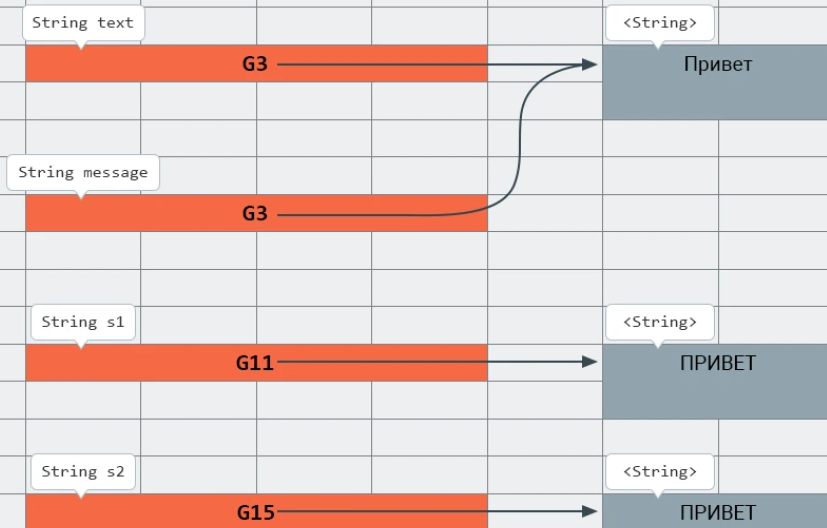 String text
<String>
G3
Привет
String message
G3
String s1
<String>
G11
ПРИВЕТ
String s2
<String>
G15
ПРИВЕТ